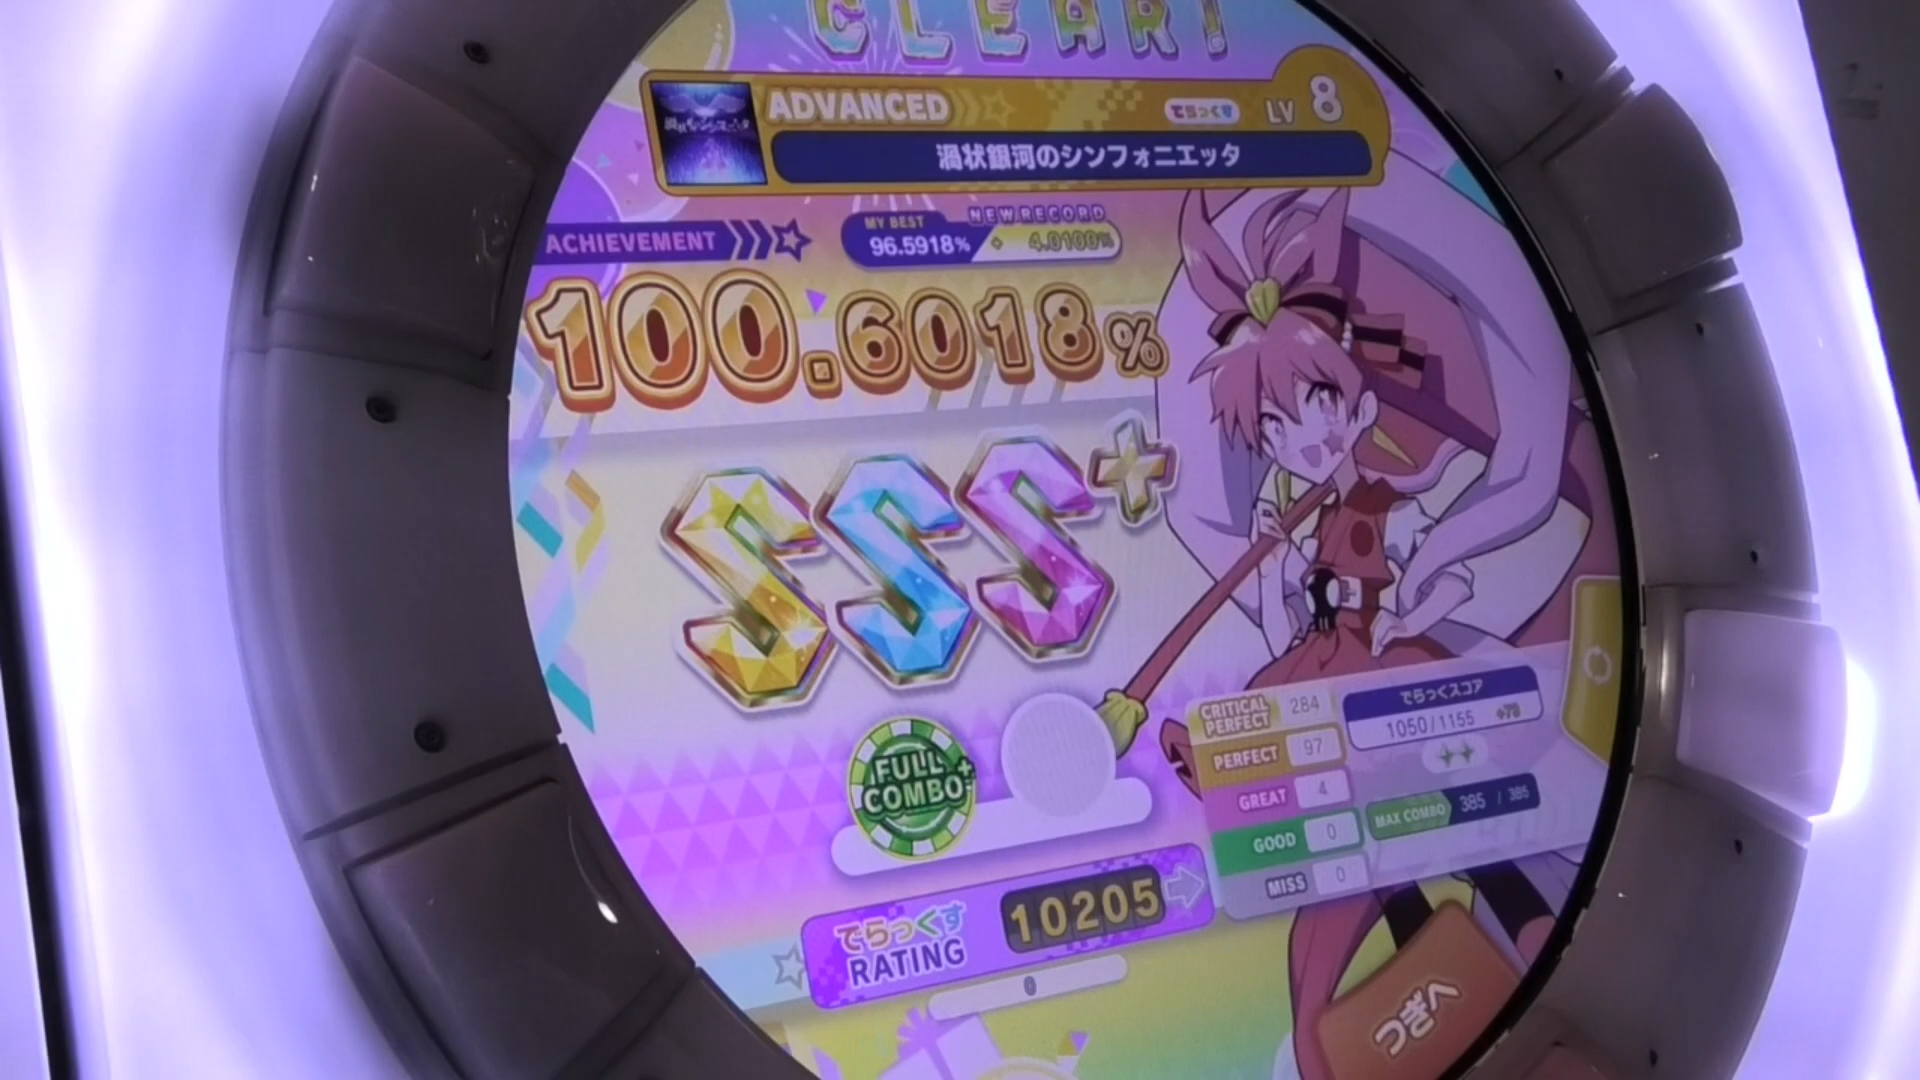 CLEAR!
ADVANCED でらっくす LV 8
渦状銀河のシンフォニエッタ
ACHIEVEMENT
MY BEST NEW RECORD
96.5918% + 4.0100%
100.6018%
SSS+
FULL COMBO+
CRITICAL PERFECT 284
PERFECT 97
GREAT 4
GOOD 0
MISS 0
でらっくスコア
1050/1155
MAX COMBO 385 / 385
でらっくす RATING 10205
0
つぎへ